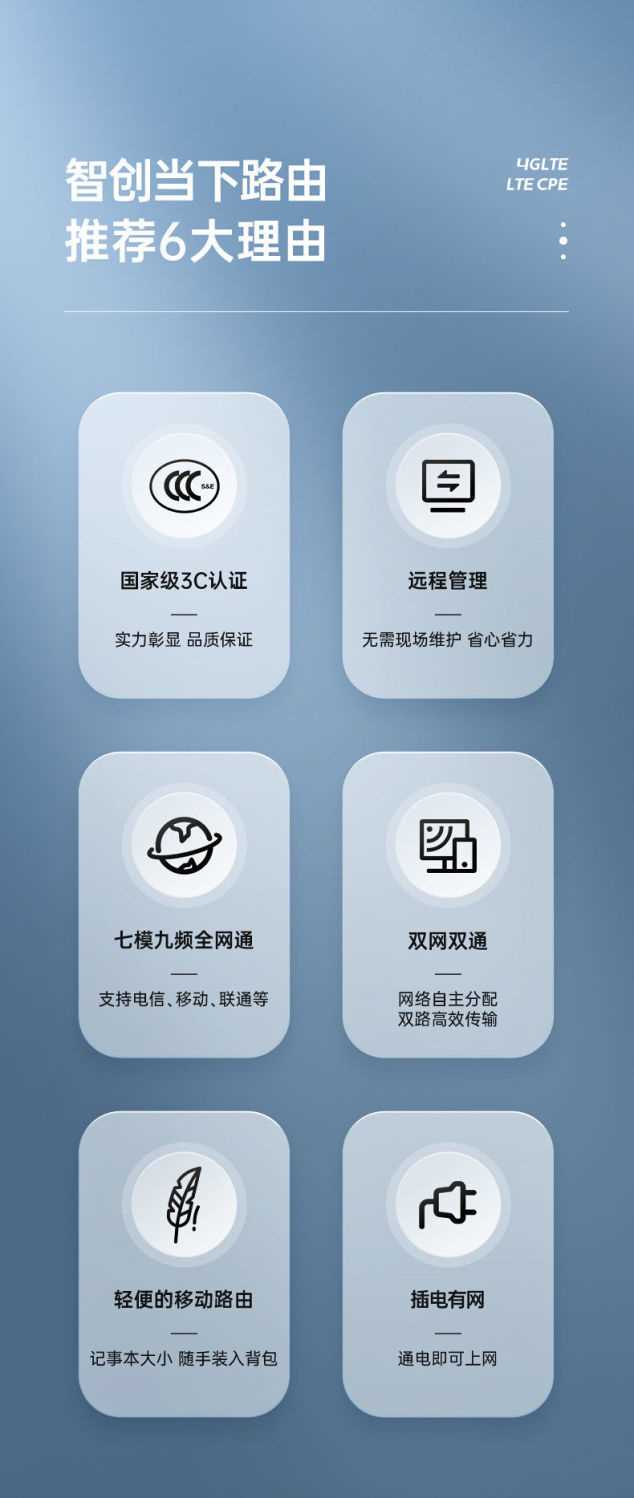 智创当下路由
推荐6大理由
4GLTE
LTE CPE
S&E
国家级3C认证
实力彰显 品质保证
远程管理
无需现场维护 省心省力
七模九频全网通
支持电信、移动、联通等
双网双通
网络自主分配
双路高效传输
轻便的移动路由
记事本大小 随手装入背包
插电有网
通电即可上网